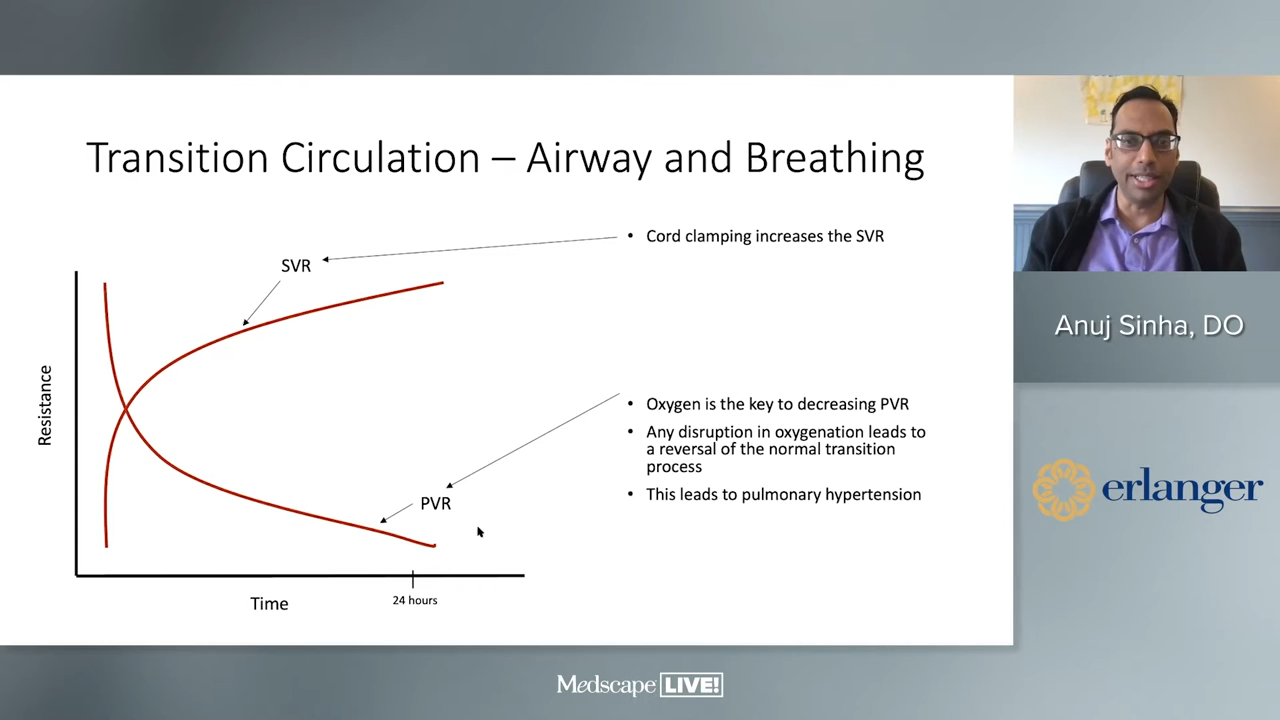 Transition Circulation – Airway and Breathing
SVR
• Cord clamping increases the SVR
Resistance
• Oxygen is the key to decreasing PVR
• Any disruption in oxygenation leads to
a reversal of the normal transition
process
• This leads to pulmonary hypertension
PVR
Time
24 hours
Anuj Sinha, DO
erlanger
Medscape LIVE!